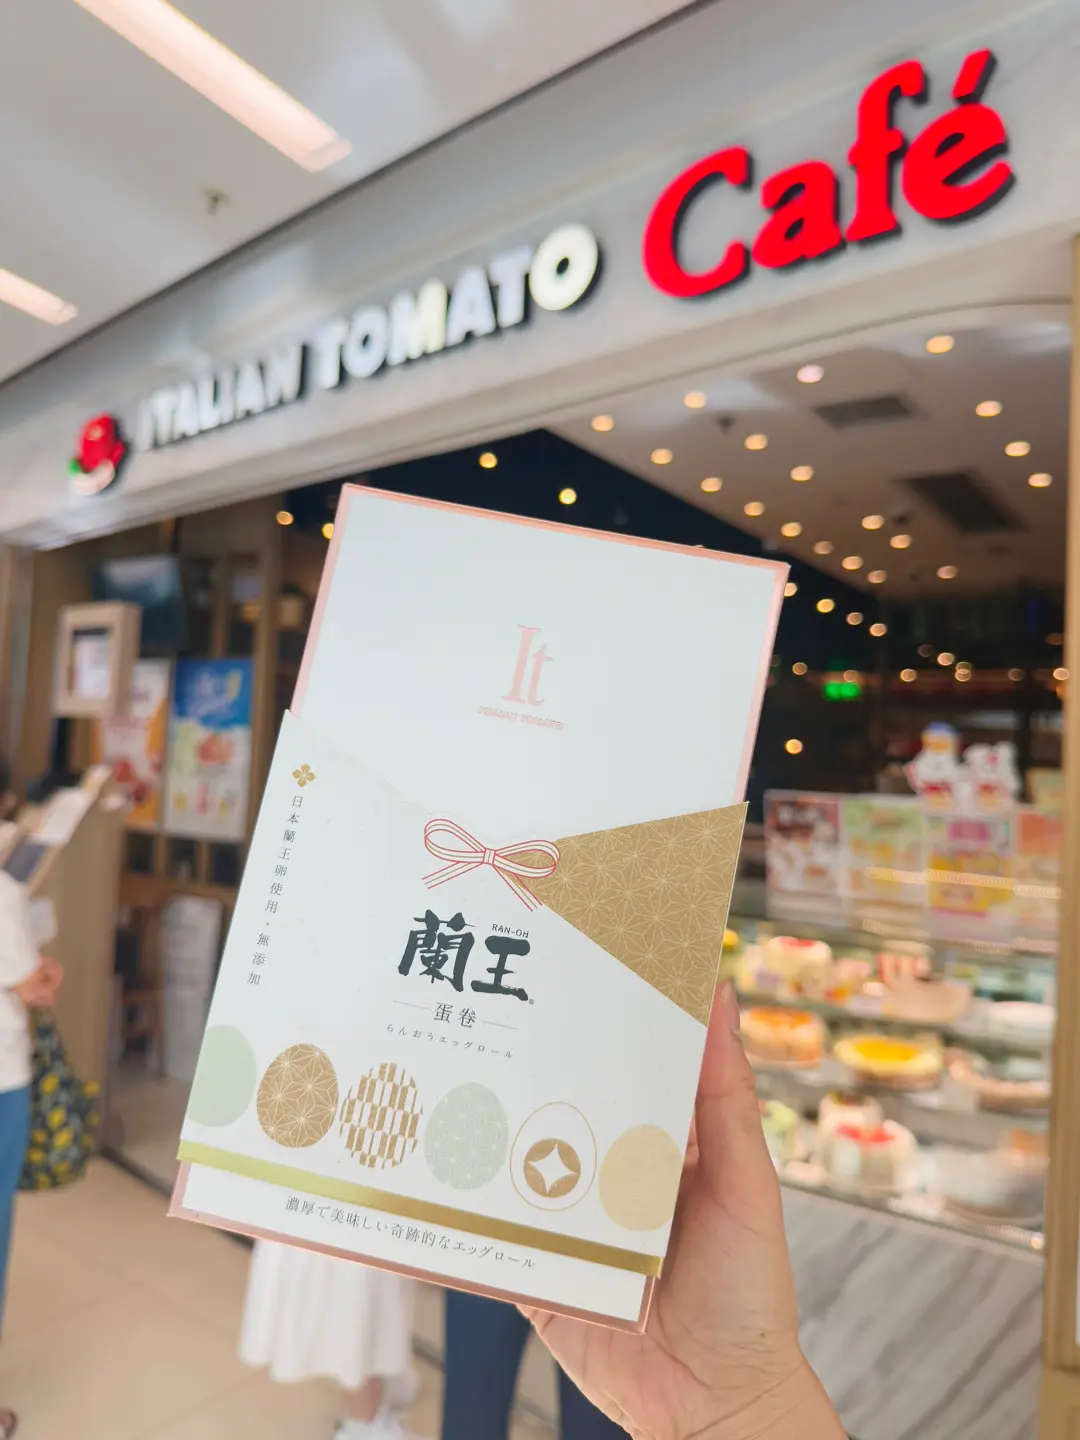 ITALIAN TOMATO Café
It
ITALIAN TOMATO
日本蘭王卵使用・無添加
RAN-OH
蘭王®
蛋卷
らんおうエッグロール
濃厚で美味しい奇跡的なエッグロール